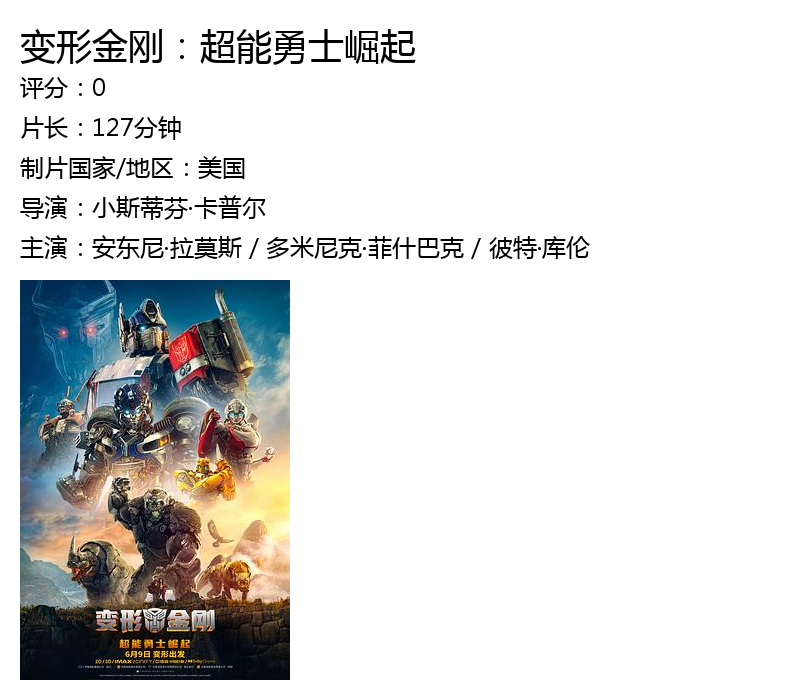 变形金刚：超能勇士崛起
评分：0
片长：127分钟
制片国家/地区：美国
导演：小斯蒂芬·卡普尔
主演：安东尼·拉莫斯 / 多米尼克·菲什巴克 / 彼特·库伦
变形金刚
超能勇士崛起
6月9日 变形出发